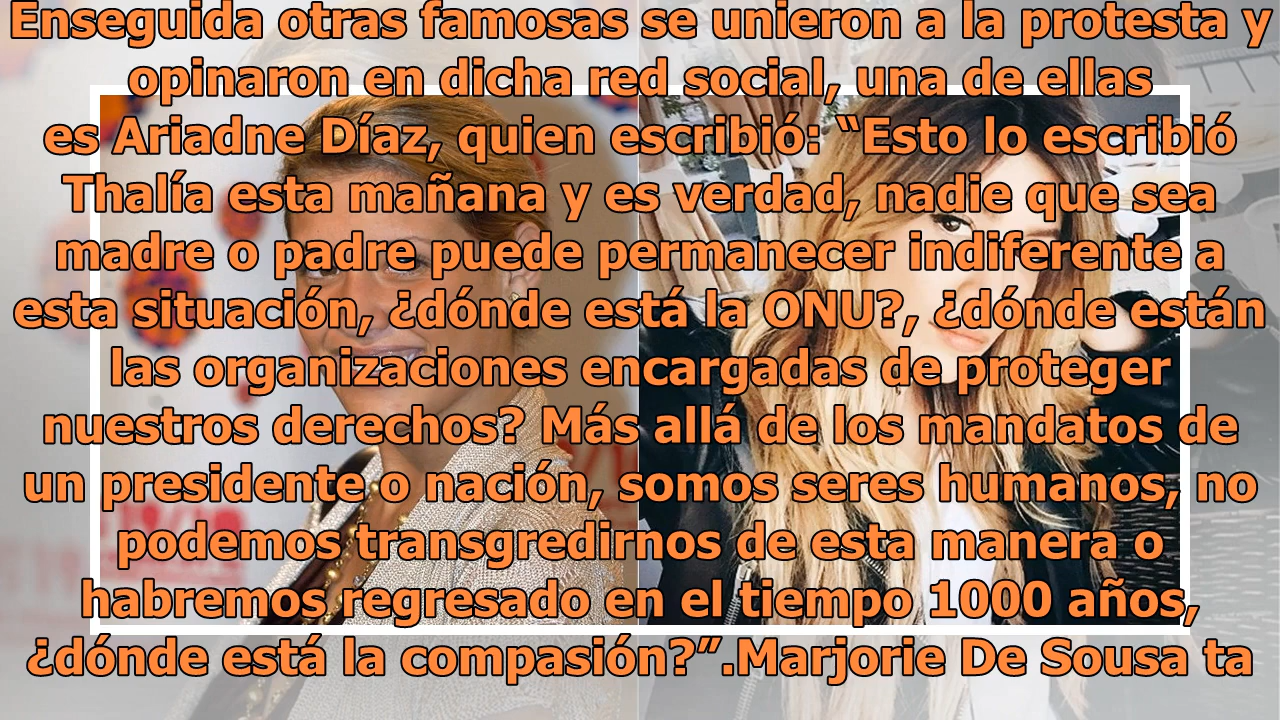 Enseguida otras famosas se unieron a la protesta y
opinaron en dicha red social, una de ellas
es Ariadne Díaz, quien escribió: “Esto lo escribió
Thalía esta mañana y es verdad, nadie que sea
madre o padre puede permanecer indiferente a
esta situación, ¿dónde está la ONU?, ¿dónde están
las organizaciones encargadas de proteger
nuestros derechos? Más allá de los mandatos de
un presidente o nación, somos seres humanos, no
podemos transgredirnos de esta manera o
habremos regresado en el tiempo 1000 años,
¿dónde está la compasión?”.Marjorie De Sousa ta